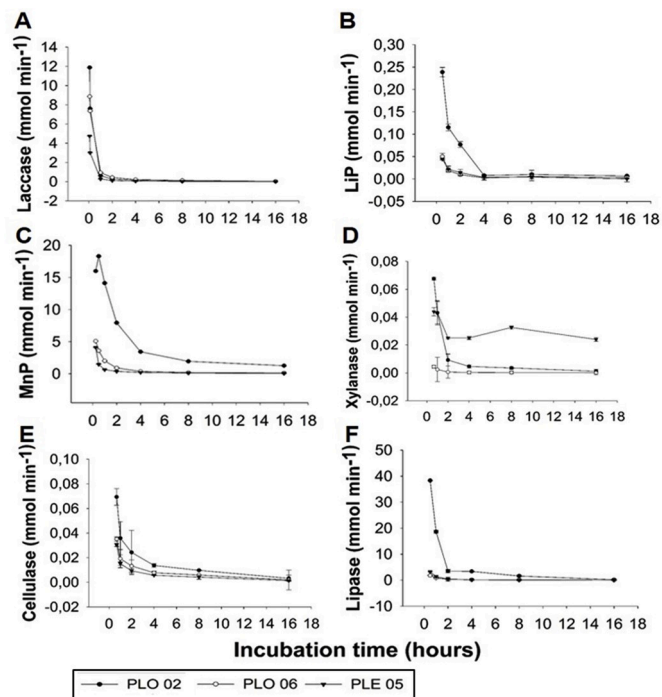 A
Laccase (mmol min-1)
14
12
10
8
6
4
2
0
-2
0 2 4 6 8 10 12 14 16 18
B
LiP (mmol min-1)
0,30
0,25
0,20
0,15
0,10
0,05
0,00
-0,05
0 2 4 6 8 10 12 14 16 18
C
MnP (mmol min-1)
20
15
10
5
0
0 2 4 6 8 10 12 14 16 18
D
Xylanase (mmol min-1)
0,08
0,06
0,04
0,02
0,00
-0,02
0 2 4 6 8 10 12 14 16 18
E
Cellulase (mmol min-1)
0,10
0,08
0,06
0,04
0,02
0,00
-0,02
0 2 4 6 8 10 12 14 16 18
F
Lipase (mmol min-1)
50
40
30
20
10
0
-10
0 2 4 6 8 10 12 14 16 18
Incubation time (hours)
PLO 02 PLO 06 PLE 05